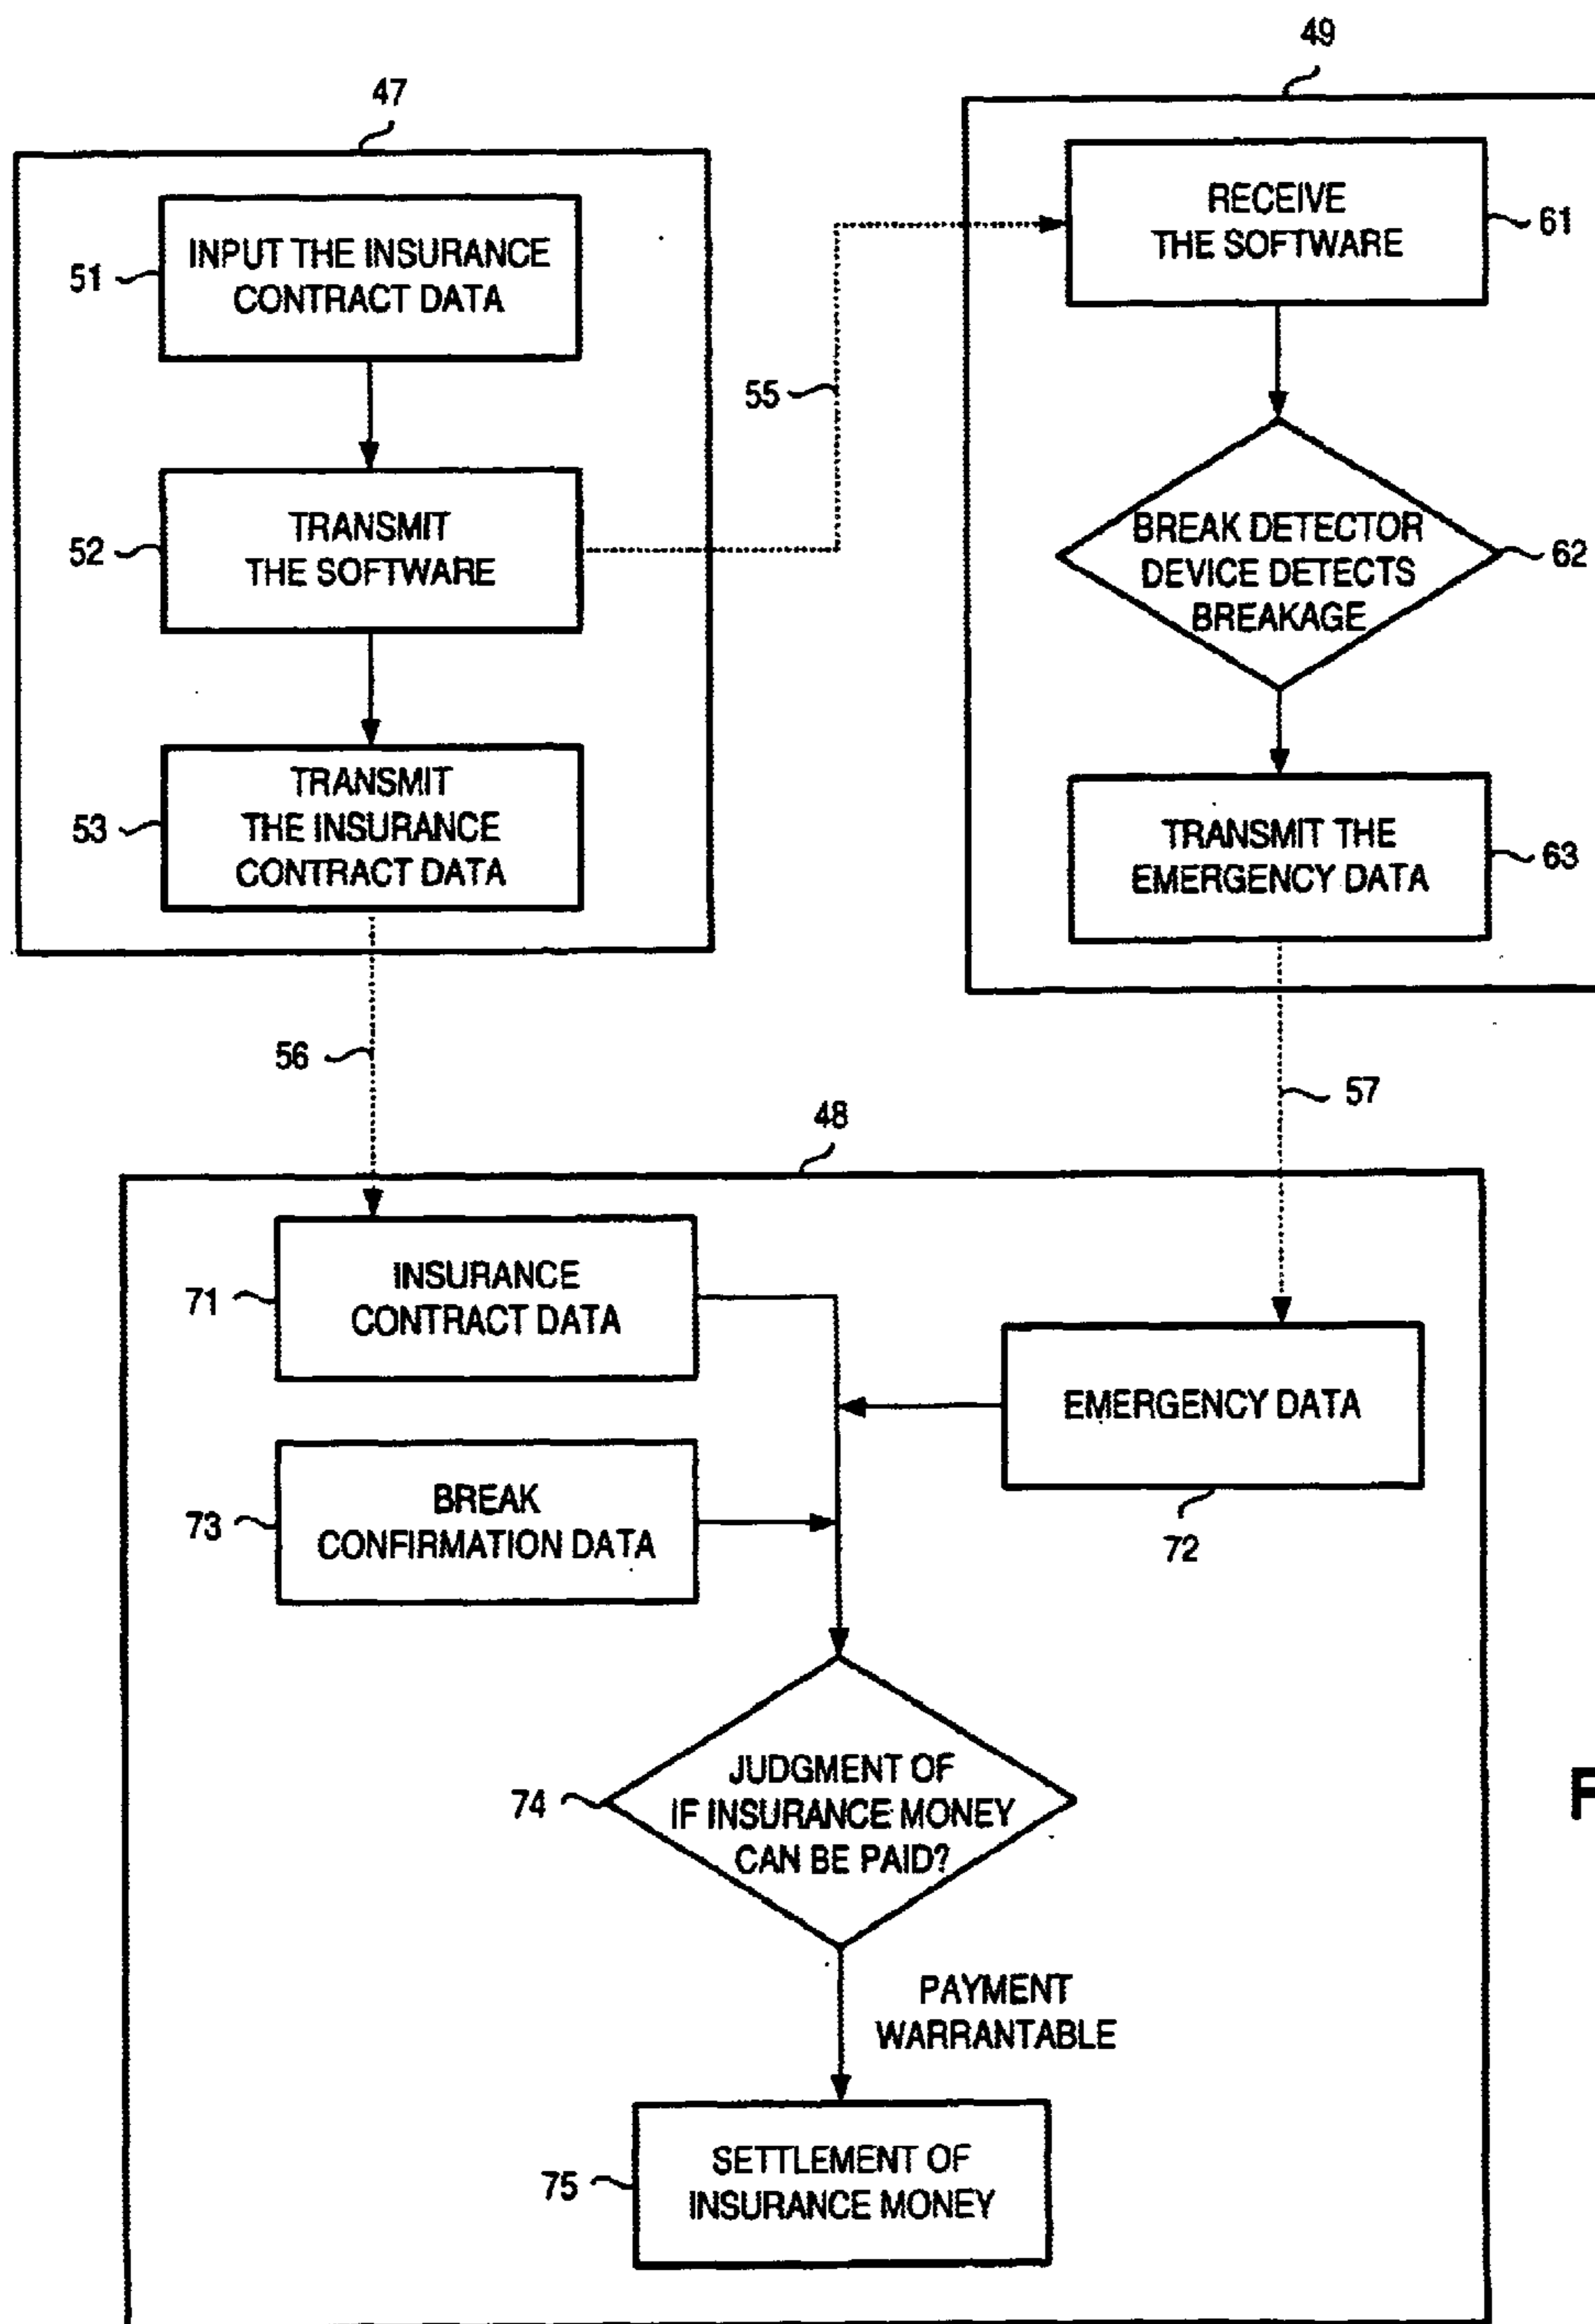 47
51
INPUT THE INSURANCE
CONTRACT DATA
52
TRANSMIT
THE SOFTWARE
53
TRANSMIT
THE INSURANCE
CONTRACT DATA
55
49
RECEIVE
THE SOFTWARE
61
BREAK DETECTOR
DEVICE DETECTS
BREAKAGE
62
TRANSMIT THE
EMERGENCY DATA
63
56
57
48
71
INSURANCE
CONTRACT DATA
EMERGENCY DATA
72
73
BREAK
CONFIRMATION DATA
74
JUDGMENT OF
IF INSURANCE MONEY
CAN BE PAID?
PAYMENT
WARRANTABLE
75
SETTLEMENT OF
INSURANCE MONEY